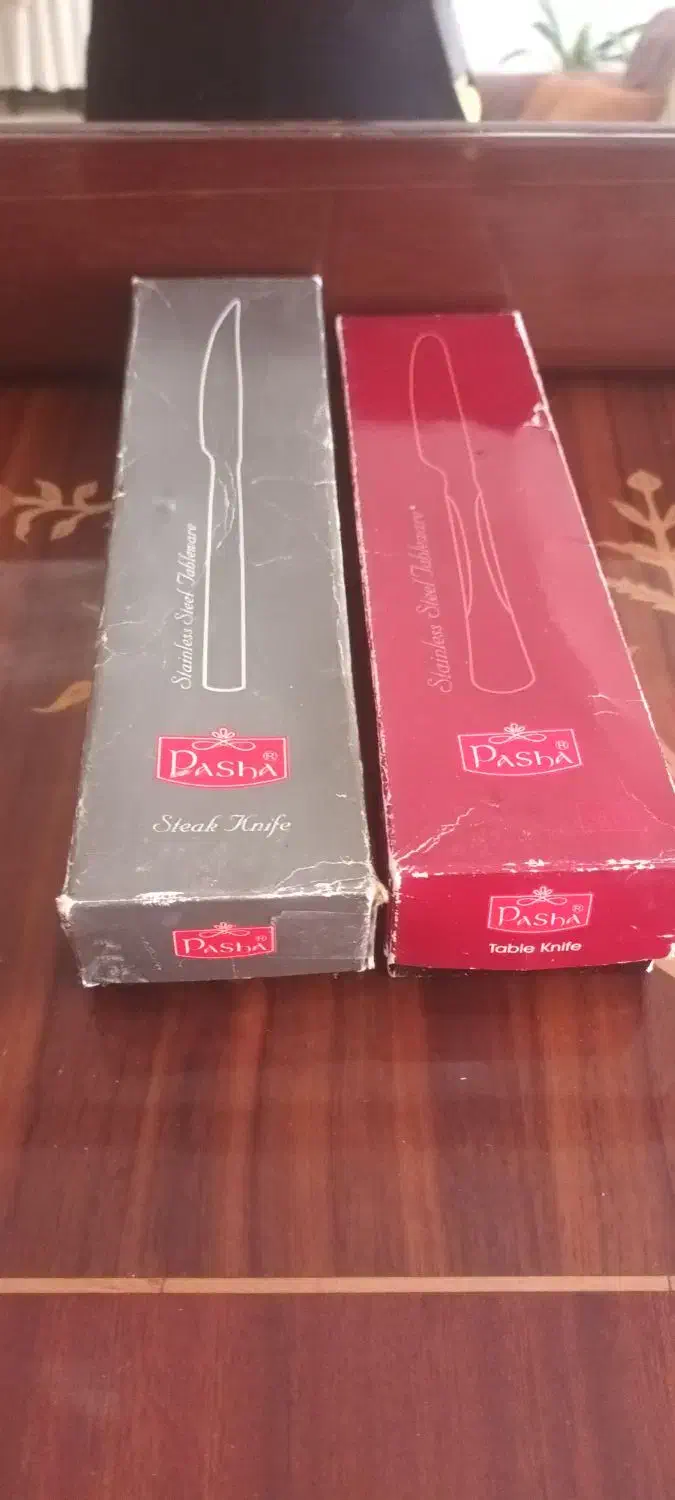 Stainless Steel Tableware
PASHA®
Steak Knife
PASHA®
Stainless Steel Tableware
PASHA®
PASHA®
Table Knife